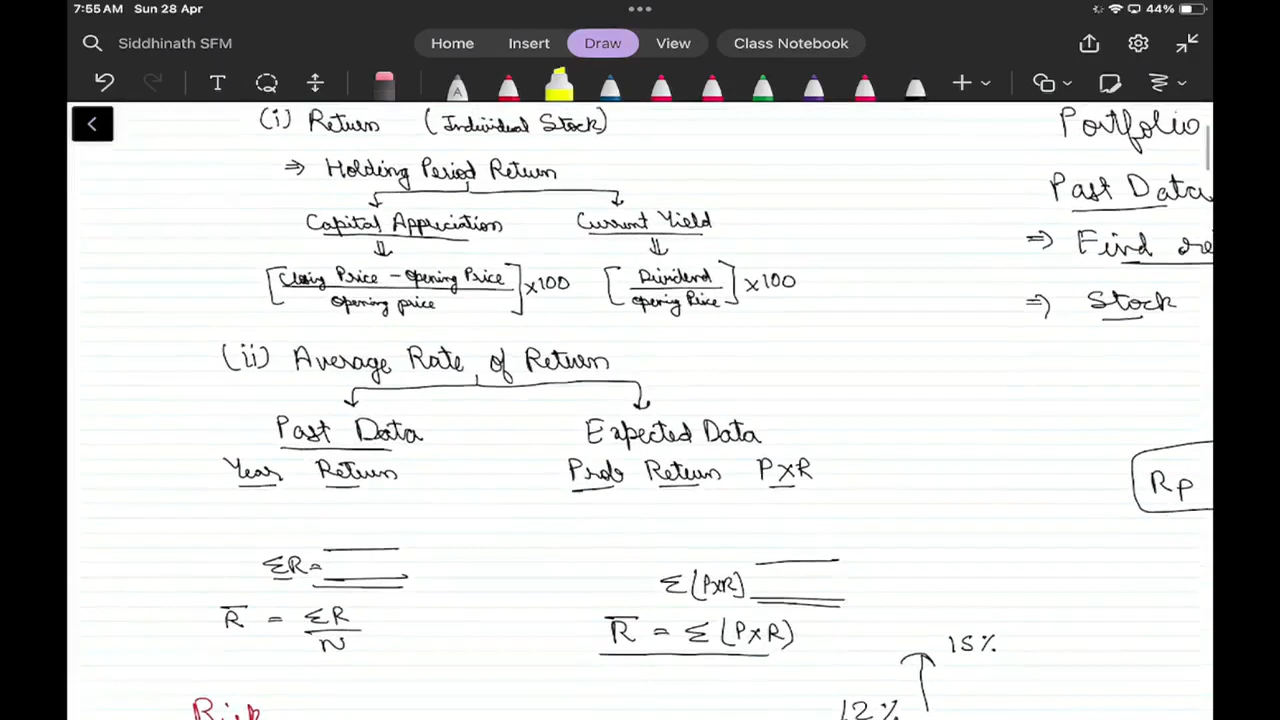 7:55 AM Sun 28 Apr 44%
Siddhinath SFM Home Insert Draw View Class Notebook
T A
(i) Return (Individual Stock)
⇒ Holding Period Return
Capital Appriciation Current Yield
[Closing Price - Opening Price / Opening price] × 100 [Dividend / Opening Price] × 100
(ii) Average Rate of Return
Past Data Expected Data
Year Return Prob Return P×R
ΣR= Σ(P×R)
R̅ = ΣR / N R̅ = Σ(P×R)
15%
12%
Risk
Portfolio
Past Data
⇒ Find
⇒ Stock
Rp